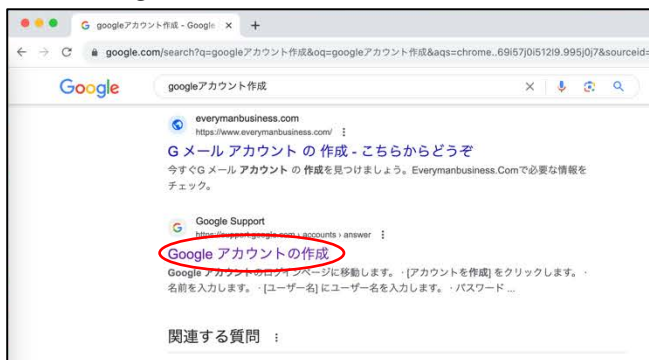 googleアカウント作成 - Google
google.com/search?q=googleアカウント作成&oq=googleアカウント作成&aqs=chrome..69i57j0i512l9.995j0j7&sourceid=
Google
googleアカウント作成
everymanbusiness.com
https://www.everymanbusiness.com/
G メール アカウント の 作成 - こちらからどうぞ
今すぐG メール アカウント の 作成を見つけましょう。Everymanbusiness.Comで必要な情報を
チェック。
Google Support
https://support.google.com › accounts › answer
Google アカウントの作成
Google アカウントのログインページに移動します。 · [アカウントを作成] をクリックします。 ·
名前を入力します。 · [ユーザー名] にユーザー名を入力します。 · パスワード ...
関連する質問